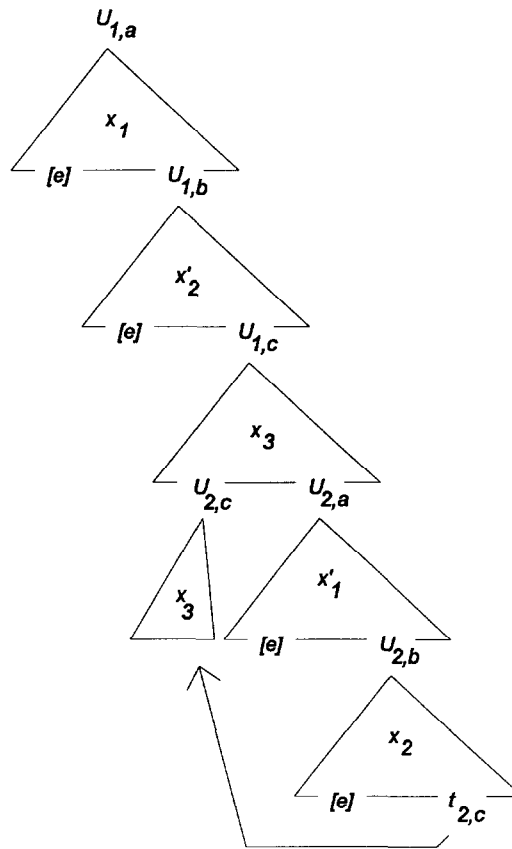 U1,a
x1
[e] U1,b
x'2
[e] U1,c
x3
U2,c U2,a
x3 x'1
[e] U2,b
x2
[e] t2,c